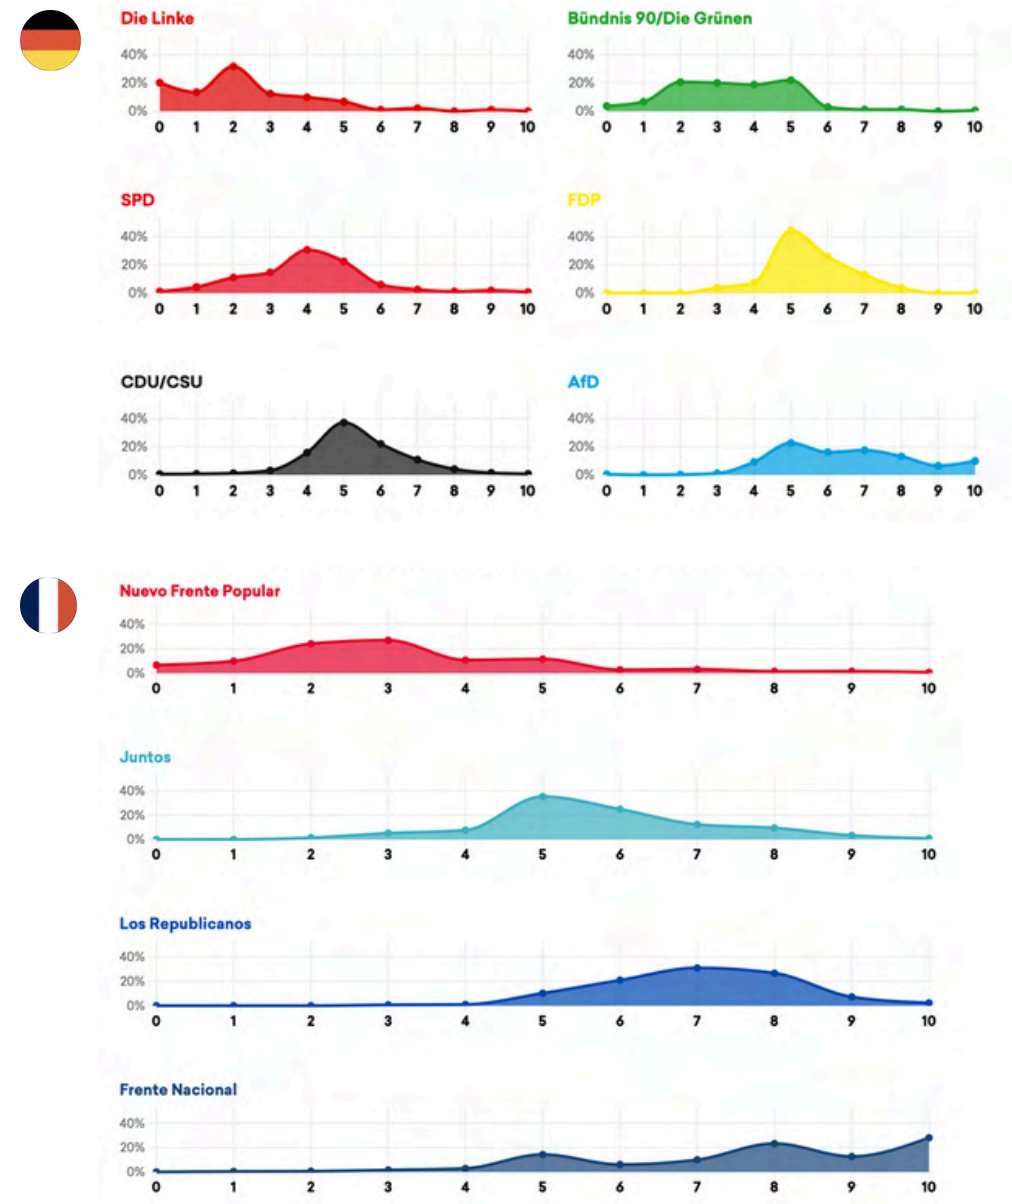 Die Linke
40%
20%
0%
0 1 2 3 4 5 6 7 8 9 10
Bündnis 90/Die Grünen
40%
20%
0%
0 1 2 3 4 5 6 7 8 9 10
SPD
40%
20%
0%
0 1 2 3 4 5 6 7 8 9 10
FDP
40%
20%
0%
0 1 2 3 4 5 6 7 8 9 10
CDU/CSU
40%
20%
0%
0 1 2 3 4 5 6 7 8 9 10
AfD
40%
20%
0%
0 1 2 3 4 5 6 7 8 9 10
Nuevo Frente Popular
40%
20%
0%
0 1 2 3 4 5 6 7 8 9 10
Juntos
40%
20%
0%
0 1 2 3 4 5 6 7 8 9 10
Los Republicanos
40%
20%
0%
0 1 2 3 4 5 6 7 8 9 10
Frente Nacional
40%
20%
0%
0 1 2 3 4 5 6 7 8 9 10